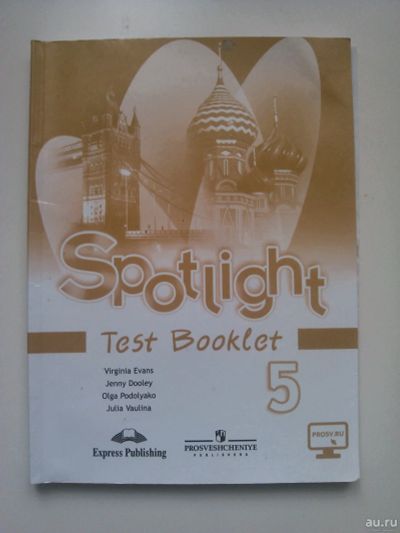 Spotlight
Test Booklet
5
Virginia Evans
Jenny Dooley
Olga Podolyako
Julia Vaulina
Express Publishing
PROSVESHCHENIYE
PUBLISHERS
PROSV.RU
au.ru